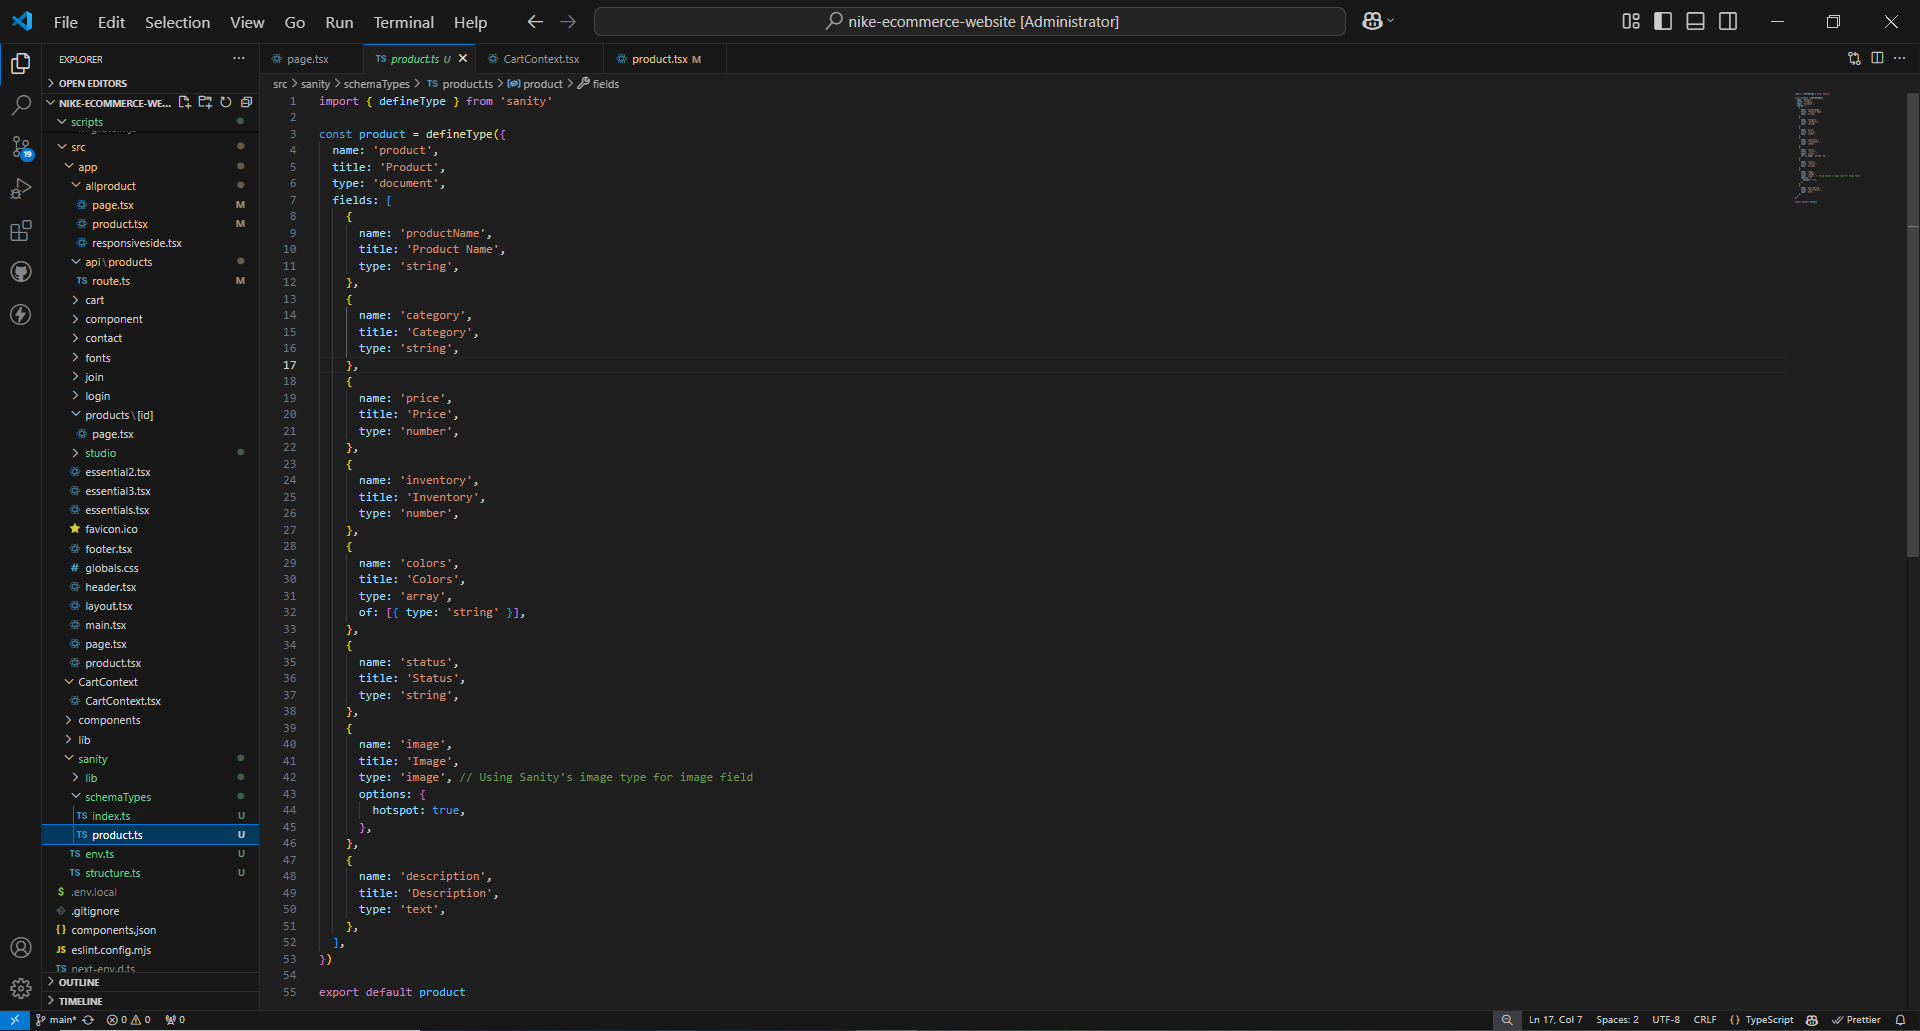 File Edit Selection View Go Run Terminal Help
nike-ecommerce-website [Administrator]
EXPLORER
OPEN EDITORS
NIKE-ECOMMERCE-WE...
scripts
src
app
allproduct
page.tsx M
product.tsx M
responsiveside.tsx
api\products
route.ts M
cart
component
contact
fonts
join
login
products\[id]
page.tsx
studio
essential2.tsx
essential3.tsx
essentials.tsx
favicon.ico
footer.tsx
globals.css
header.tsx
layout.tsx
main.tsx
page.tsx
product.tsx
CartContext
CartContext.tsx
components
lib
sanity
lib
schemaTypes
TS index.ts U
TS product.ts U
TS env.ts U
TS structure.ts U
$ .env.local
.gitignore
{} components.json
JS eslint.config.mjs
TS next-env.d.ts
OUTLINE
TIMELINE
19
page.tsx
TS product.ts U
CartContext.tsx
product.tsx M
src > sanity > schemaTypes > TS product.ts > product > fields
1 import { defineType } from 'sanity'
2
3 const product = defineType({
4 name: 'product',
5 title: 'Product',
6 type: 'document',
7 fields: [
8 {
9 name: 'productName',
10 title: 'Product Name',
11 type: 'string',
12 },
13 {
14 name: 'category',
15 title: 'Category',
16 type: 'string',
17 },
18 {
19 name: 'price',
20 title: 'Price',
21 type: 'number',
22 },
23 {
24 name: 'inventory',
25 title: 'Inventory',
26 type: 'number',
27 },
28 {
29 name: 'colors',
30 title: 'Colors',
31 type: 'array',
32 of: [{ type: 'string' }],
33 },
34 {
35 name: 'status',
36 title: 'Status',
37 type: 'string',
38 },
39 {
40 name: 'image',
41 title: 'Image',
42 type: 'image', // Using Sanity's image type for image field
43 options: {
44 hotspot: true,
45 },
46 },
47 {
48 name: 'description',
49 title: 'Description',
50 type: 'text',
51 },
52 ],
53 })
54
55 export default product
main* 0 0 0
Ln 17, Col 7 Spaces: 2 UTF-8 CRLF {} TypeScript Prettier